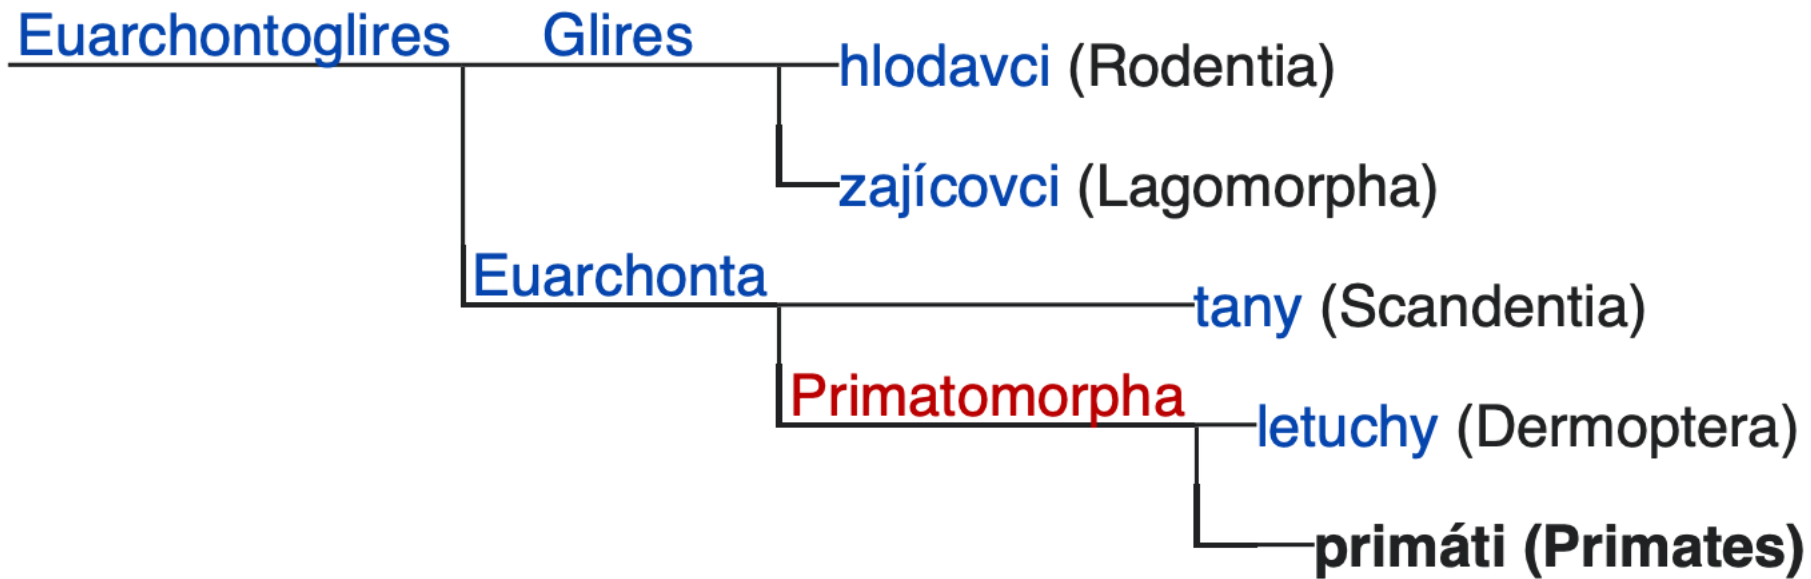 Euarchontoglires
Glires
hlodavci (Rodentia)
zajícovci (Lagomorpha)
Euarchonta
tany (Scandentia)
Primatomorpha
letuchy (Dermoptera)
primáti (Primates)